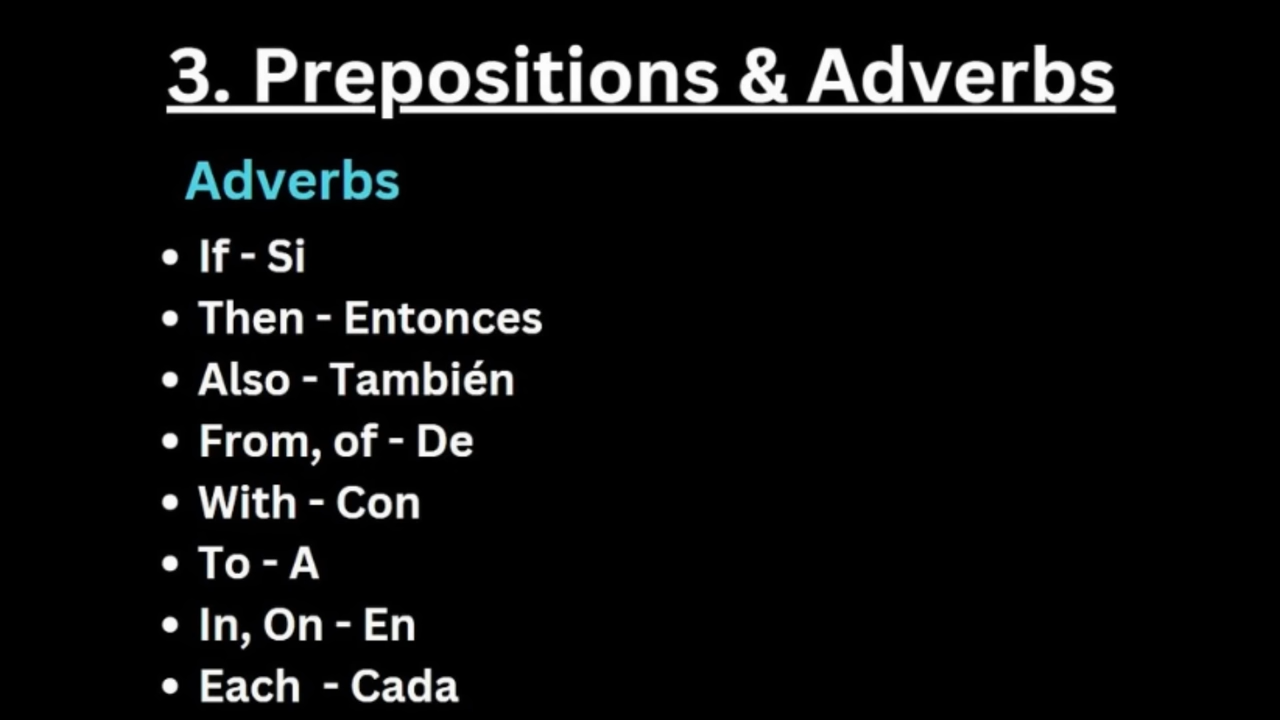 3. Prepositions & Adverbs
Adverbs
• If - Si
• Then - Entonces
• Also - También
• From, of - De
• With - Con
• To - A
• In, On - En
• Each - Cada